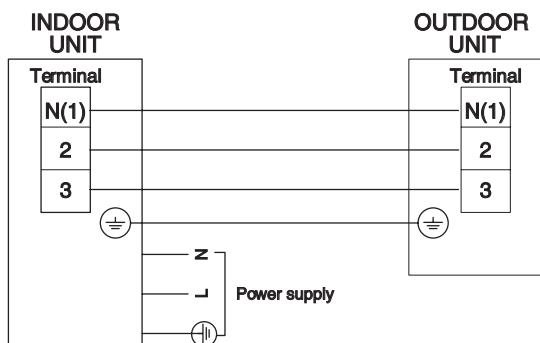 INDOOR
UNIT
OUTDOOR
UNIT
Terminal
Terminal
N(1)
N(1)
2
2
3
3
N
L
Power supply